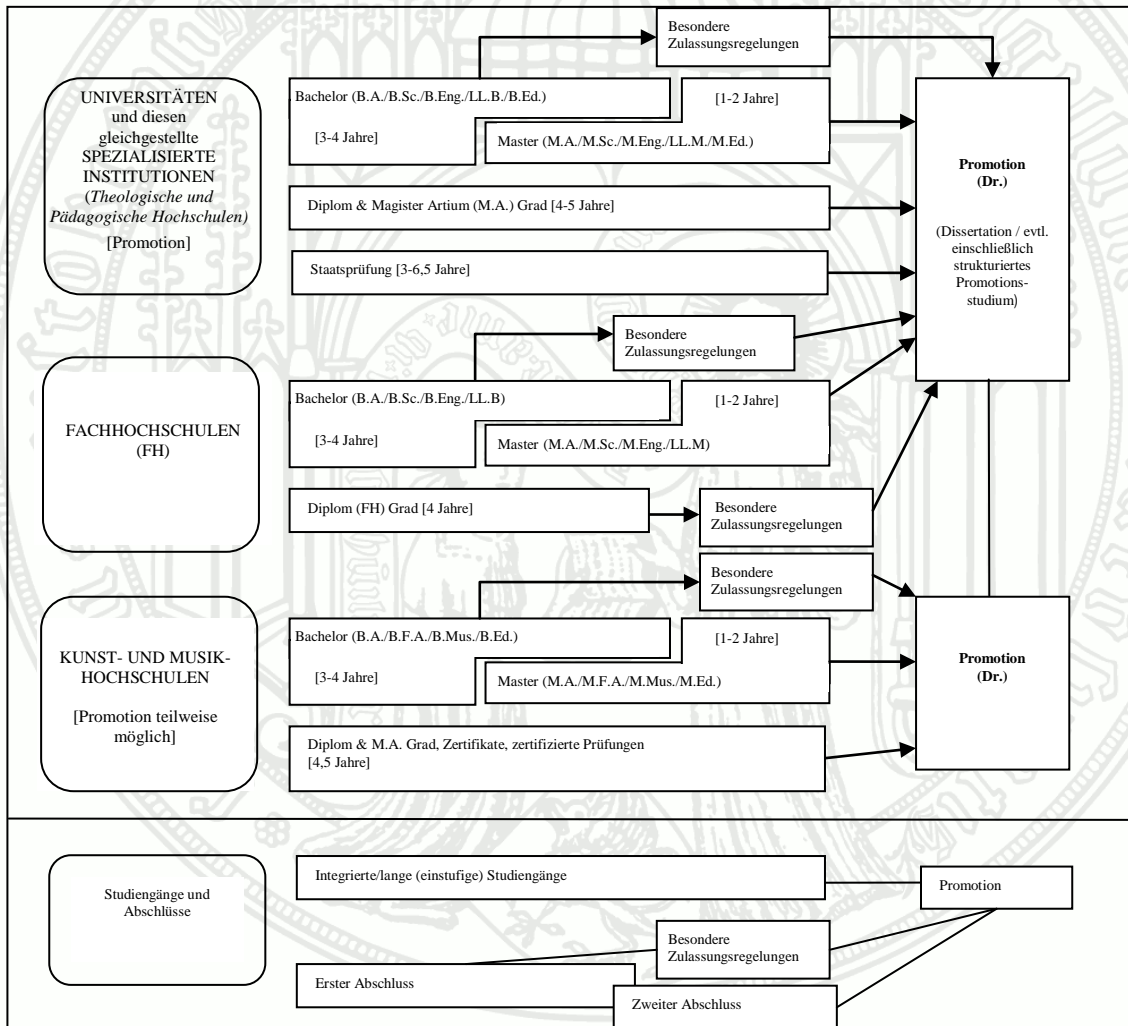 Besondere
Zulassungsregelungen
UNIVERSITÄTEN
und diesen
gleichgestellte
SPEZIALISIERTE
INSTITUTIONEN
(Theologische und
Pädagogische Hochschulen)
[Promotion]
Bachelor (B.A./B.Sc./B.Eng./LL.B./B.Ed.)
[3-4 Jahre]
[1-2 Jahre]
Master (M.A./M.Sc./M.Eng./LL.M./M.Ed.)
Diplom & Magister Artium (M.A.) Grad [4-5 Jahre]
Staatsprüfung [3-6,5 Jahre]
Promotion
(Dr.)
(Dissertation / evtl.
einschließlich
strukturiertes
Promotions-
studium)
Besondere
Zulassungsregelungen
FACHHOCHSCHULEN
(FH)
Bachelor (B.A./B.Sc./B.Eng./LL.B)
[3-4 Jahre]
[1-2 Jahre]
Master (M.A./M.Sc./M.Eng./LL.M)
Diplom (FH) Grad [4 Jahre]
Besondere
Zulassungsregelungen
Besondere
Zulassungsregelungen
KUNST- UND MUSIK-
HOCHSCHULEN
[Promotion teilweise
möglich]
Bachelor (B.A./B.F.A./B.Mus./B.Ed.)
[3-4 Jahre]
[1-2 Jahre]
Master (M.A./M.F.A./M.Mus./M.Ed.)
Diplom & M.A. Grad, Zertifikate, zertifizierte Prüfungen
[4,5 Jahre]
Promotion
(Dr.)
Studiengänge und
Abschlüsse
Integrierte/lange (einstufige) Studiengänge
Promotion
Besondere
Zulassungsregelungen
Erster Abschluss
Zweiter Abschluss